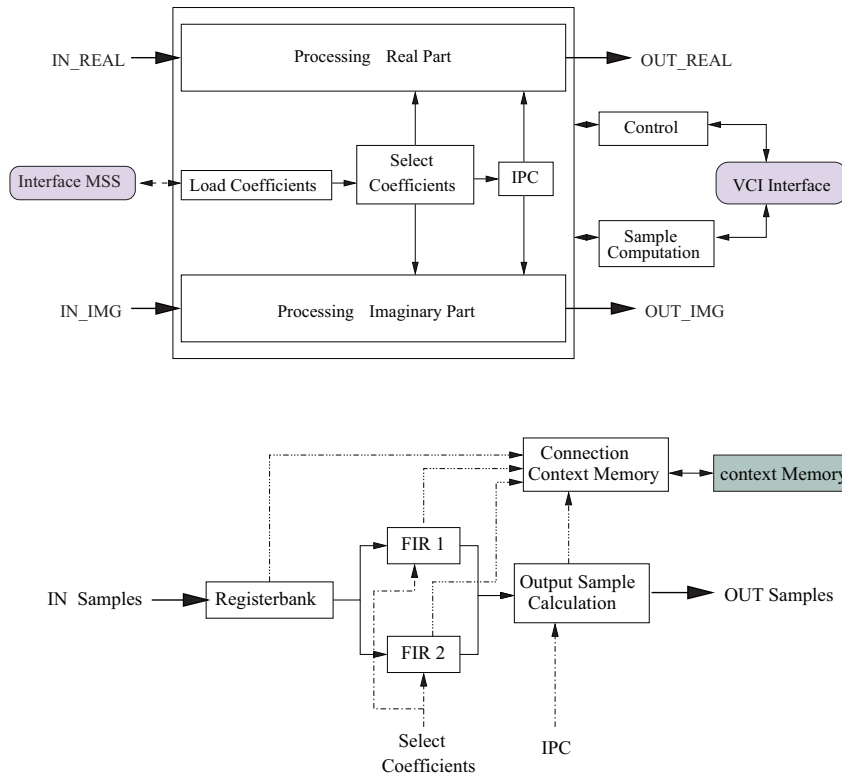 Processing Real Part
IN_REAL
OUT_REAL
Control
Select
Coefficients
Interface MSS
Load Coefficients
IPC
VCI Interface
Sample
Computation
IN_IMG
Processing Imaginary Part
OUT_IMG
Connection
Context Memory
context Memory
FIR 1
IN Samples
Registerbank
Output Sample
Calculation
OUT Samples
FIR 2
Select
Coefficients
IPC